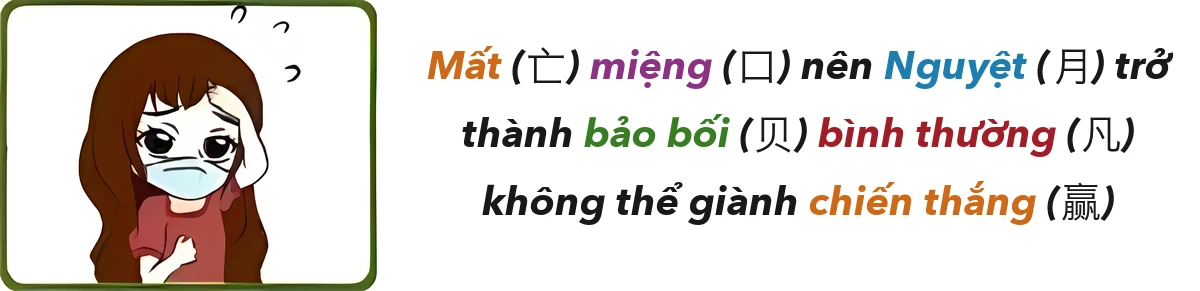 Mất (亡) miệng (口) nên Nguyệt (月) trở
thành bảo bối (贝) bình thường (凡)
không thể giành chiến thắng (赢)